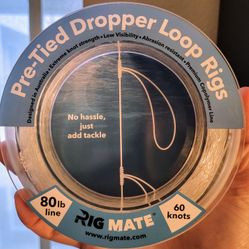 Pre-Tied Dropper Loop Rigs
Designed in Australia • Extreme knot strength • Low Visibility • Abrasion resistant • Premium Copolymer Line
No hassle,
just
add tackle
80lb
line
RIG MATE®
60
knots
www.rigmate.com